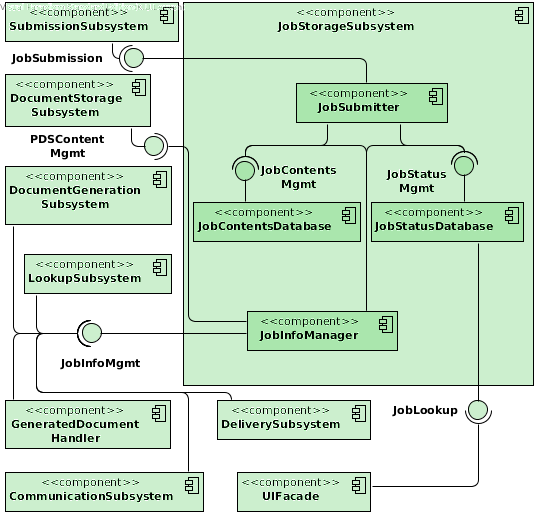 <<component>>
SubmissionSubsystem
<<component>>
JobStorageSubsystem
JobSubmission
<<component>>
DocumentStorage
Subsystem
<<component>>
JobSubmitter
PDSContent
Mgmt
<<component>>
DocumentGeneration
Subsystem
JobContents
Mgmt
JobStatus
Mgmt
<<component>>
JobContentsDatabase
<<component>>
JobStatusDatabase
<<component>>
LookupSubsystem
<<component>>
JobInfoManager
JobInfoMgmt
<<component>>
GeneratedDocument
Handler
<<component>>
DeliverySubsystem
JobLookup
<<component>>
CommunicationSubsystem
<<component>>
UIFacade